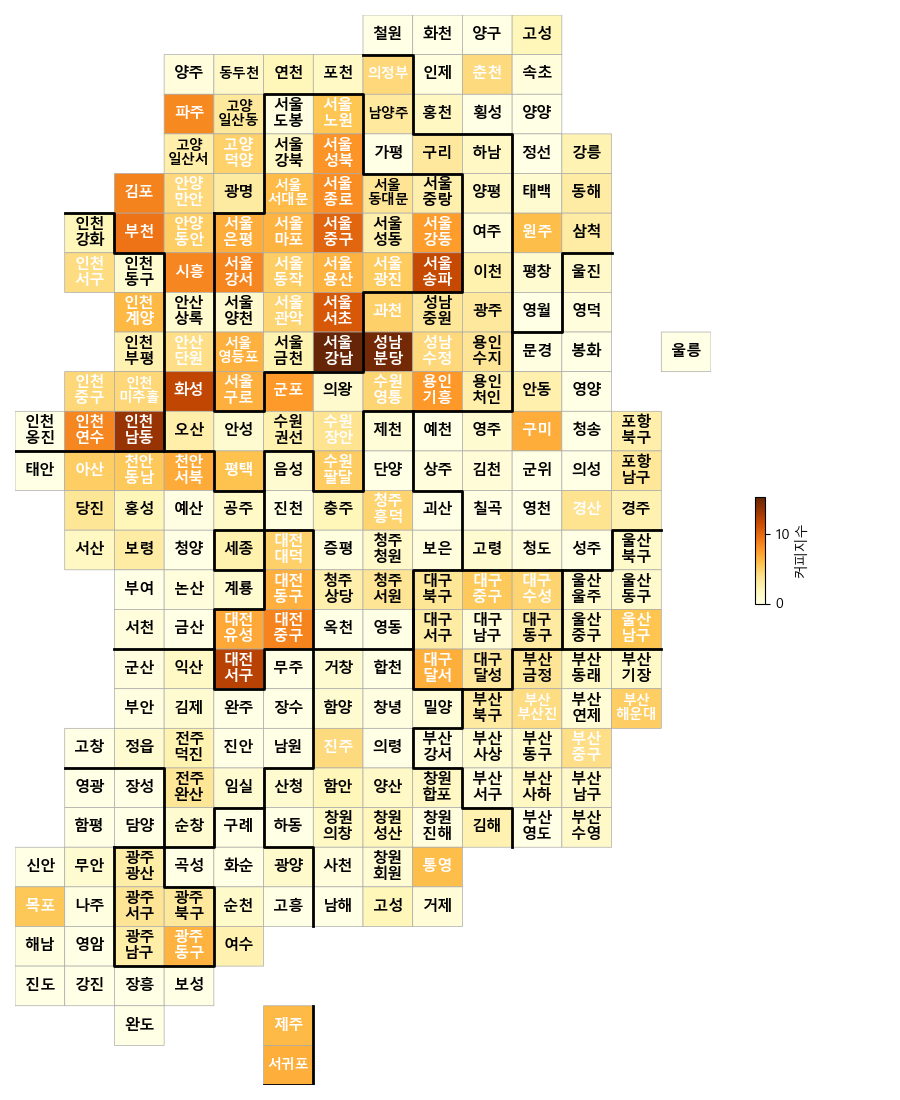 철원 화천 양구 고성
양주 동두천 연천 포천 의정부 인제 춘천 속초
파주 고양 일산동 서울 도봉 서울 노원 남양주 홍천 횡성 양양
고양 일산서 고양 덕양 서울 강북 서울 성북 가평 구리 하남 정선 강릉
김포 안양 만안 광명 서울 서대문 서울 종로 서울 동대문 서울 중랑 양평 태백 동해
인천 강화 부천 안양 동안 서울 은평 서울 마포 서울 중구 서울 성동 서울 강동 여주 원주 삼척
인천 서구 인천 동구 시흥 서울 강서 서울 동작 서울 용산 서울 광진 서울 송파 이천 평창 울진
인천 계양 안산 상록 서울 양천 서울 관악 서울 서초 과천 성남 중원 광주 영월 영덕
인천 부평 안산 단원 서울 영등포 서울 금천 서울 강남 성남 분당 성남 수정 용인 수지 문경 봉화 울릉
인천 중구 인천 미추홀 화성 서울 구로 군포 의왕 수원 영통 용인 기흥 용인 처인 안동 영양
인천 옹진 인천 연수 인천 남동 오산 안성 수원 권선 수원 장안 제천 예천 영주 구미 청송 포항 북구
태안 아산 천안 동남 천안 서북 평택 음성 수원 팔달 단양 상주 김천 군위 의성 포항 남구
당진 홍성 예산 공주 진천 충주 청주 흥덕 괴산 칠곡 영천 경산 경주
서산 보령 청양 세종 대전 대덕 증평 청주 청원 보은 고령 청도 성주 울산 북구
부여 논산 계룡 대전 동구 청주 상당 청주 서원 대구 북구 대구 중구 대구 수성 울산 울주 울산 동구
서천 금산 대전 유성 대전 중구 옥천 영동 대구 서구 대구 남구 대구 동구 울산 중구 울산 남구
군산 익산 대전 서구 무주 거창 합천 대구 달서 대구 달성 부산 금정 부산 동래 부산 기장
부안 김제 완주 장수 함양 창녕 밀양 부산 북구 부산 부산진 부산 연제 부산 해운대
고창 정읍 전주 덕진 진안 남원 진주 의령 부산 강서 부산 사상 부산 동구 부산 중구
영광 장성 전주 완산 임실 산청 함안 양산 창원 합포 부산 서구 부산 사하 부산 남구
함평 담양 순창 구례 하동 창원 의창 창원 성산 창원 진해 김해 부산 영도 부산 수영
신안 무안 광주 광산 곡성 화순 광양 사천 창원 회원 통영
목포 나주 광주 서구 광주 북구 순천 고흥 남해 고성 거제
해남 영암 광주 남구 광주 동구 여수
진도 강진 장흥 보성
완도 제주
서귀포
10
0
커피지수